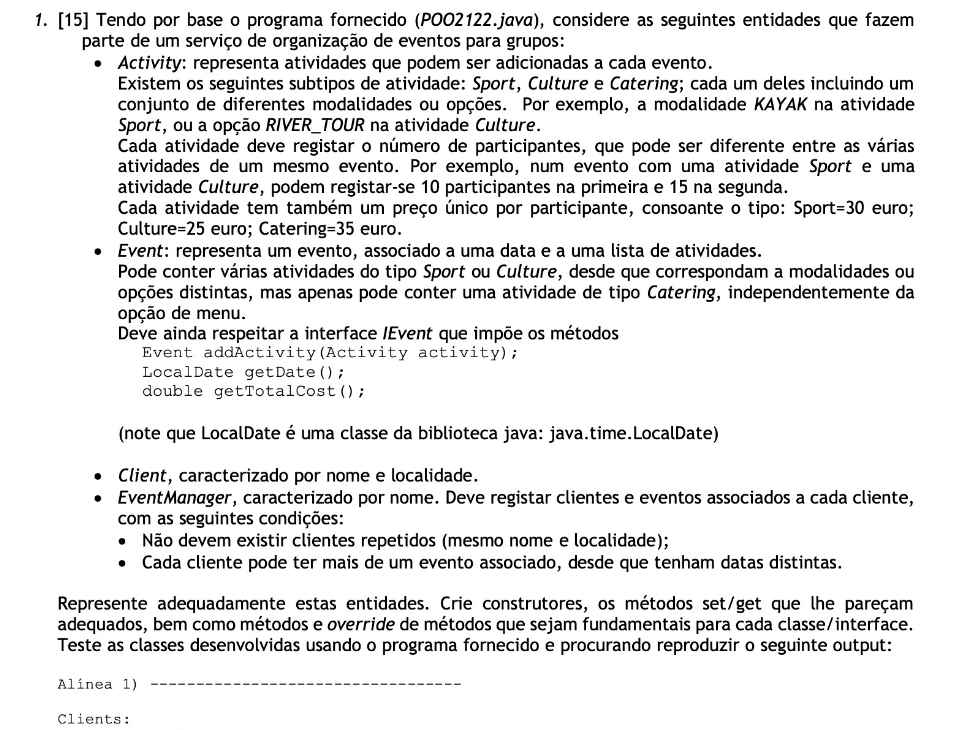 1. [15] Tendo por base o programa fornecido (POO2122.java), considere as seguintes entidades que fazem
parte de um serviço de organização de eventos para grupos:
• Activity: representa atividades que podem ser adicionadas a cada evento.
Existem os seguintes subtipos de atividade: Sport, Culture e Catering; cada um deles incluindo um
conjunto de diferentes modalidades ou opções. Por exemplo, a modalidade KAYAK na atividade
Sport, ou a opção RIVER_TOUR na atividade Culture.
Cada atividade deve registar o número de participantes, que pode ser diferente entre as várias
atividades de um mesmo evento. Por exemplo, num evento com uma atividade Sport e uma
atividade Culture, podem registar-se 10 participantes na primeira e 15 na segunda.
Cada atividade tem também um preço único por participante, consoante o tipo: Sport=30 euro;
Culture=25 euro; Catering=35 euro.
• Event: representa um evento, associado a uma data e a uma lista de atividades.
Pode conter várias atividades do tipo Sport ou Culture, desde que correspondam a modalidades ou
opções distintas, mas apenas pode conter uma atividade de tipo Catering, independentemente da
opção de menu.
Deve ainda respeitar a interface IEvent que impõe os métodos
Event addActivity(Activity activity);
LocalDate getDate();
double getTotalCost();
(note que LocalDate é uma classe da biblioteca java: java.time.LocalDate)
• Client, caracterizado por nome e localidade.
• EventManager, caracterizado por nome. Deve registar clientes e eventos associados a cada cliente,
com as seguintes condições:
• Não devem existir clientes repetidos (mesmo nome e localidade);
• Cada cliente pode ter mais de um evento associado, desde que tenham datas distintas.
Represente adequadamente estas entidades. Crie construtores, os métodos set/get que lhe pareçam
adequados, bem como métodos e override de métodos que sejam fundamentais para cada classe/interface.
Teste as classes desenvolvidas usando o programa fornecido e procurando reproduzir o seguinte output:
Alínea 1) ----------------------------------
Clients: